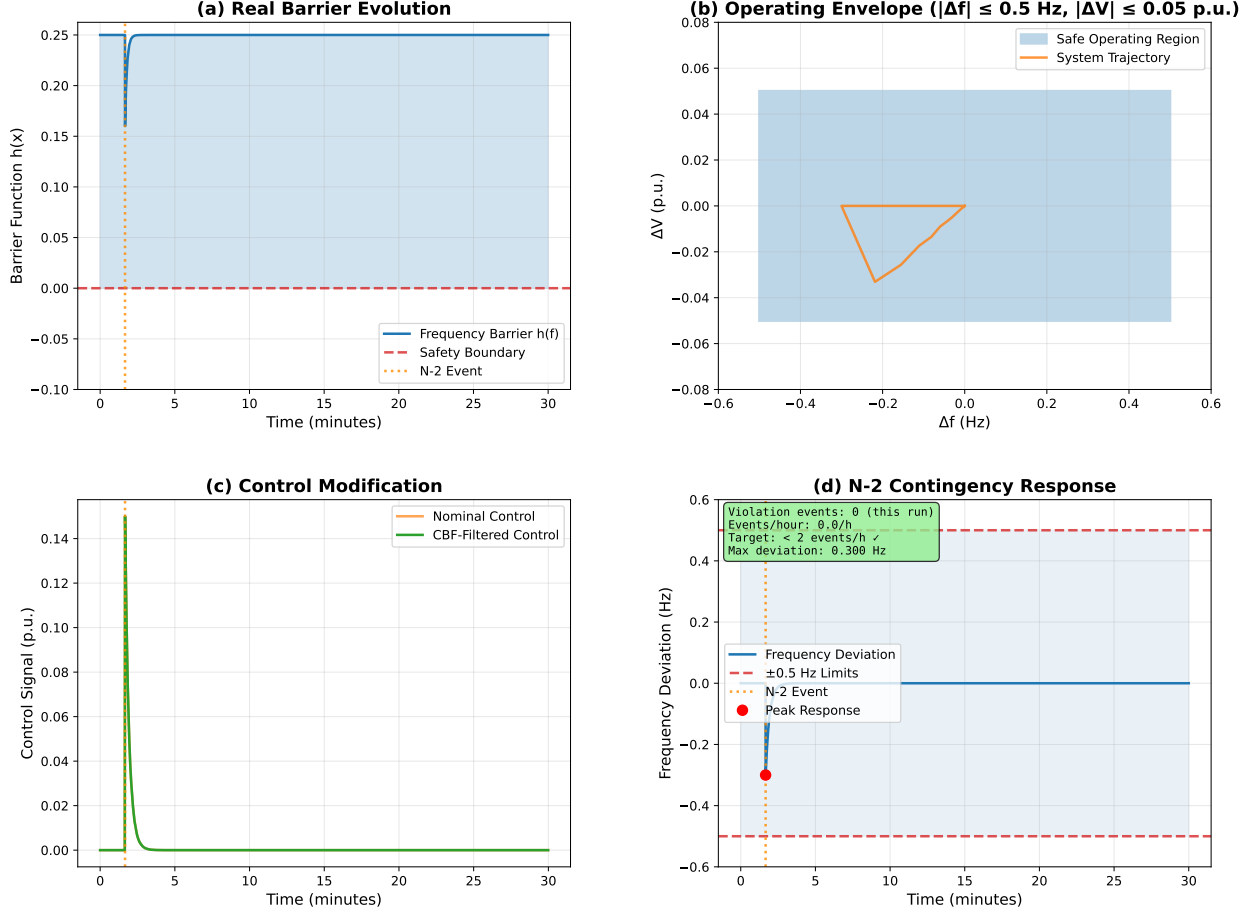 (a) Real Barrier Evolution
Barrier Function h(x)
0.25
0.20
0.15
0.10
0.05
0.00
−0.05
−0.10
0
5
10
15
20
25
30
Time (minutes)
Frequency Barrier h(f)
Safety Boundary
N-2 Event
(b) Operating Envelope (|Δf| ≤ 0.5 Hz, |ΔV| ≤ 0.05 p.u.)
ΔV (p.u.)
0.08
0.06
0.04
0.02
0.00
−0.02
−0.04
−0.06
−0.08
−0.6
−0.4
−0.2
0.0
0.2
0.4
0.6
Δf (Hz)
Safe Operating Region
System Trajectory
(c) Control Modification
Control Signal (p.u.)
0.14
0.12
0.10
0.08
0.06
0.04
0.02
0.00
0
5
10
15
20
25
30
Time (minutes)
Nominal Control
CBF-Filtered Control
(d) N-2 Contingency Response
Frequency Deviation (Hz)
0.6
0.4
0.2
0.0
−0.2
−0.4
−0.6
0
5
10
15
20
25
30
Time (minutes)
Violation events: 0 (this run)
Events/hour: 0.0/h
Target: < 2 events/h ✓
Max deviation: 0.300 Hz
Frequency Deviation
±0.5 Hz Limits
N-2 Event
Peak Response